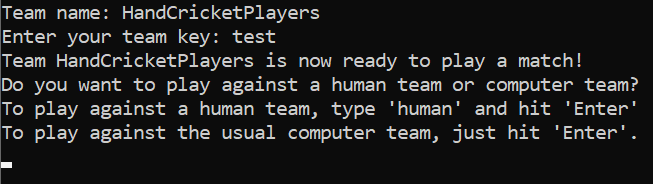 Team name: HandCricketPlayers
Enter your team key: test
Team HandCricketPlayers is now ready to play a match!
Do you want to play against a human team or computer team?
To play against a human team, type 'human' and hit 'Enter'
To play against the usual computer team, just hit 'Enter'.